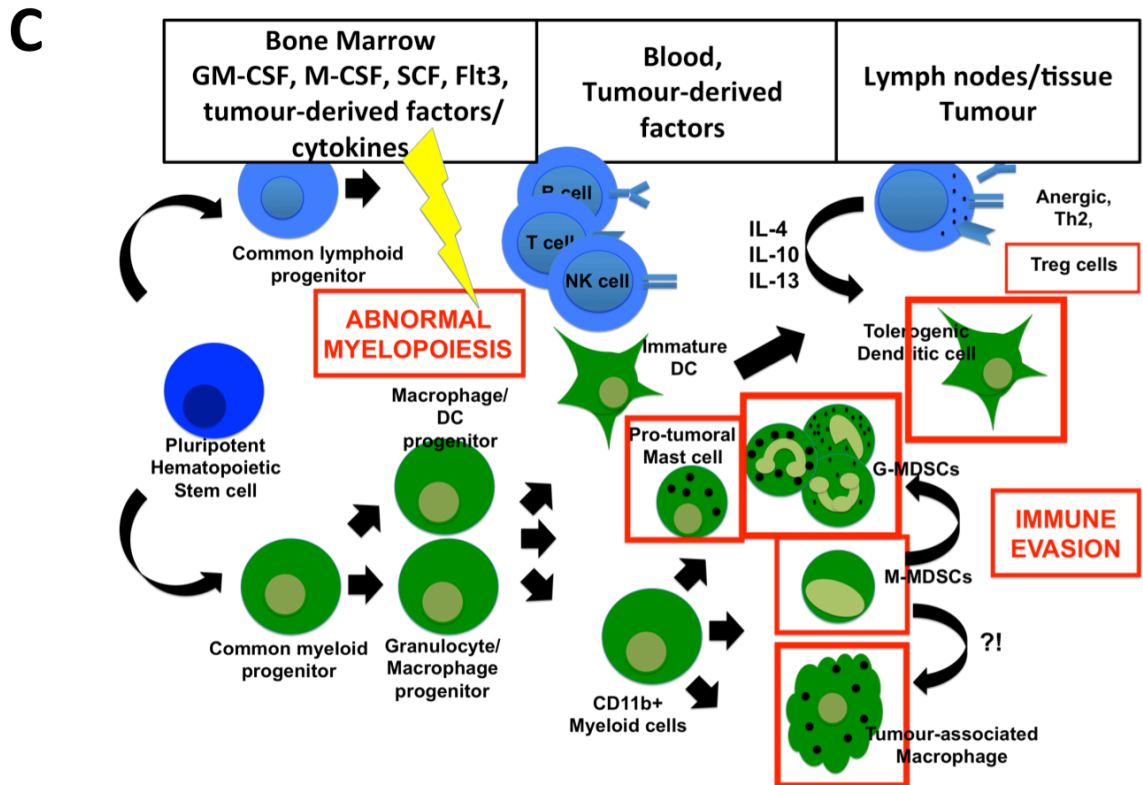 C
Bone Marrow
GM-CSF, M-CSF, SCF, Flt3,
tumour-derived factors/
cytokines
Blood,
Tumour-derived
factors
Lymph nodes/tissue
Tumour
Common lymphoid
progenitor
B cell
T cell
NK cell
IL-4
IL-10
IL-13
Anergic,
Th2,
Treg cells
ABNORMAL
MYELOPOIESIS
Immature
DC
Tolerogenic
Dendritic cell
Pluripotent
Hematopoietic
Stem cell
Macrophage/
DC
progenitor
Pro-tumoral
Mast cell
G-MDSCs
IMMUNE
EVASION
M-MDSCs
Common myeloid
progenitor
Granulocyte/
Macrophage
progenitor
CD11b+
Myeloid cells
?!
Tumour-associated
Macrophage